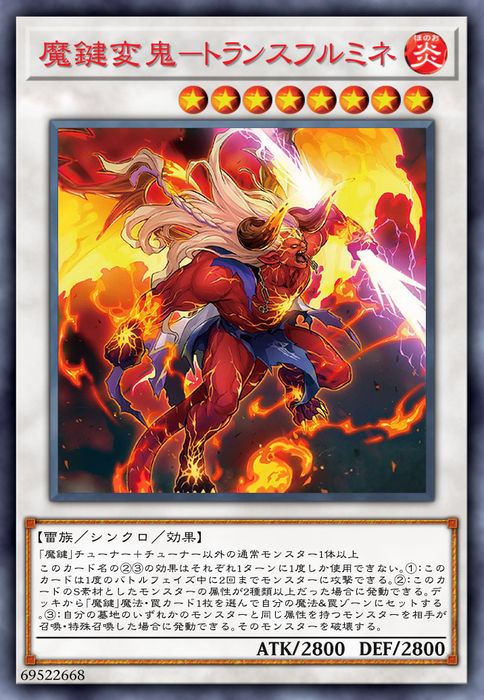 魔鍵変鬼－トランスフルミネ
ほのお
炎
【雷族／シンクロ／効果】
「魔鍵」チューナー＋チューナー以外の通常モンスター1体以上
このカード名の②③の効果はそれぞれ1ターンに1度しか使用できない。①：こ の
カードは1度のバトルフェイズ中に2回までモンスターに攻撃できる。②：このカー
ドのS素材としたモンスターの属性が2種類以上だった場合に発動できる。デ
ッキから「魔鍵」魔法・罠カード1枚を選んで自分の魔法&罠ゾーンにセットする
。③：自分の墓地のいずれかのモンスターと同じ属性を持つモンスターを相手が
召喚・特殊召喚した場合に発動できる。そのモンスターを破壊する。
ATK/2800 DEF/2800
69522668